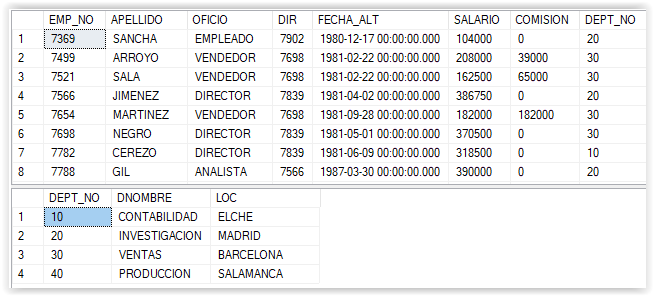 EMP_NO APELLIDO OFICIO DIR FECHA_ALT SALARIO COMISION DEPT_NO
1 7369 SANCHA EMPLEADO 7902 1980-12-17 00:00:00.000 104000 0 20
2 7499 ARROYO VENDEDOR 7698 1981-02-22 00:00:00.000 208000 39000 30
3 7521 SALA VENDEDOR 7698 1981-02-22 00:00:00.000 162500 65000 30
4 7566 JIMENEZ DIRECTOR 7839 1981-04-02 00:00:00.000 386750 0 20
5 7654 MARTINEZ VENDEDOR 7698 1981-09-28 00:00:00.000 182000 182000 30
6 7698 NEGRO DIRECTOR 7839 1981-05-01 00:00:00.000 370500 0 30
7 7782 CEREZO DIRECTOR 7839 1981-06-09 00:00:00.000 318500 0 10
8 7788 GIL ANALISTA 7566 1987-03-30 00:00:00.000 390000 0 20
DEPT_NO DNOMBRE LOC
1 10 CONTABILIDAD ELCHE
2 20 INVESTIGACION MADRID
3 30 VENTAS BARCELONA
4 40 PRODUCCION SALAMANCA